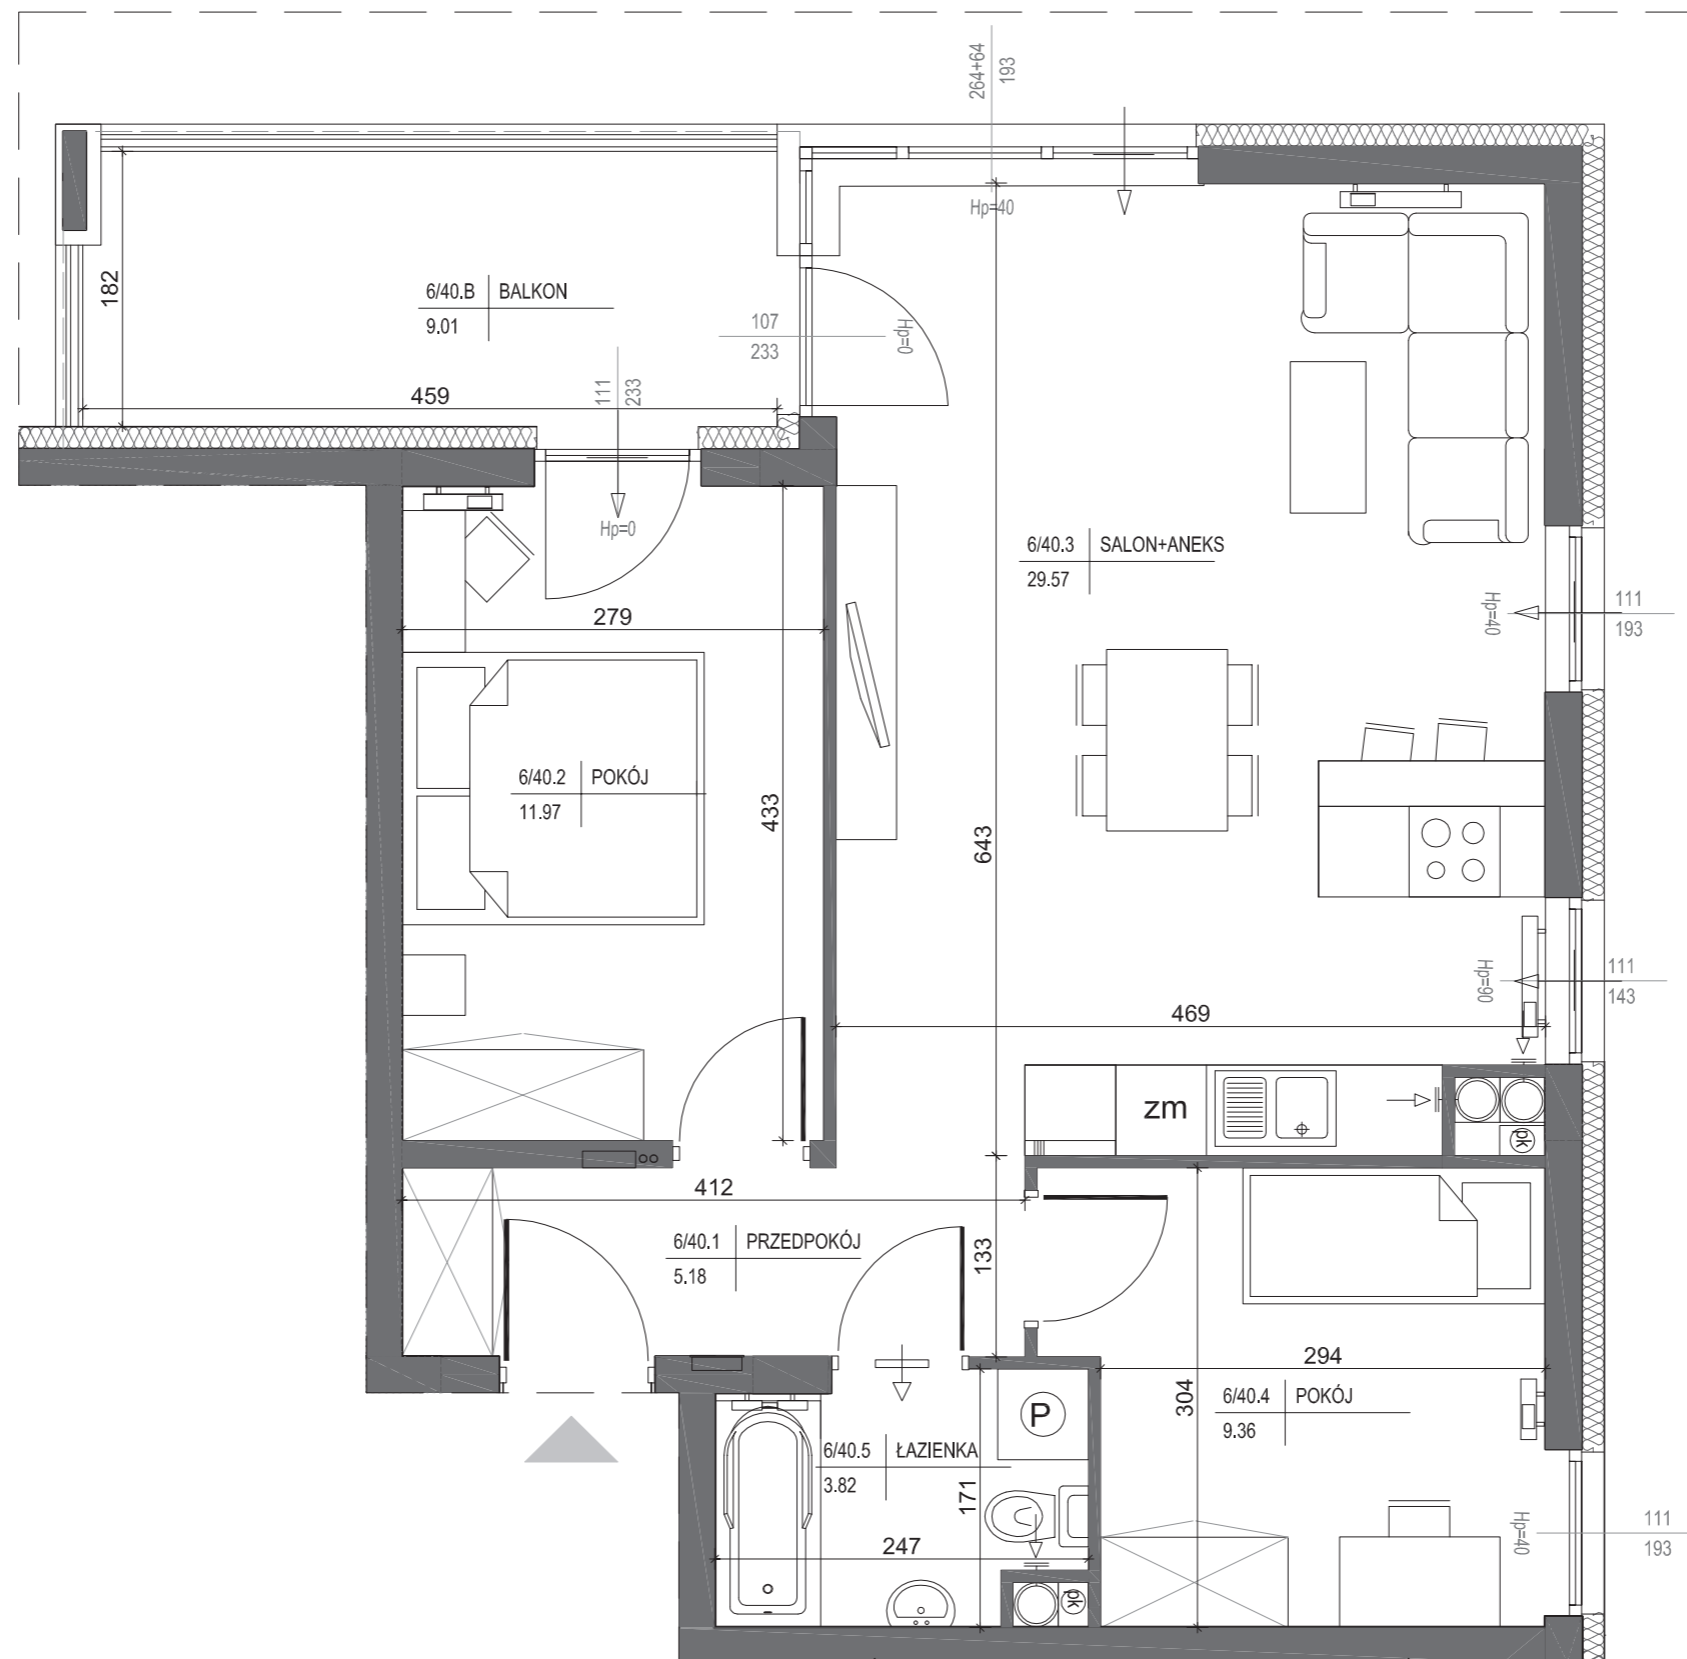 264+64
193
Hp=40
182
6/40.B BALKON
9.01
107
233
Hp=0
459
111
233
Hp=0
6/40.3 SALON+ANEKS
29.57
111
193
Hp=40
279
6/40.2 POKÓJ
11.97
433
643
111
143
Hp=90
469
zm
pk
412
6/40.1 PRZEDPOKÓJ
5.18
133
294
304
6/40.4 POKÓJ
9.36
P
6/40.5 ŁAZIENKA
3.82
171
247
pk
111
193
Hp=40